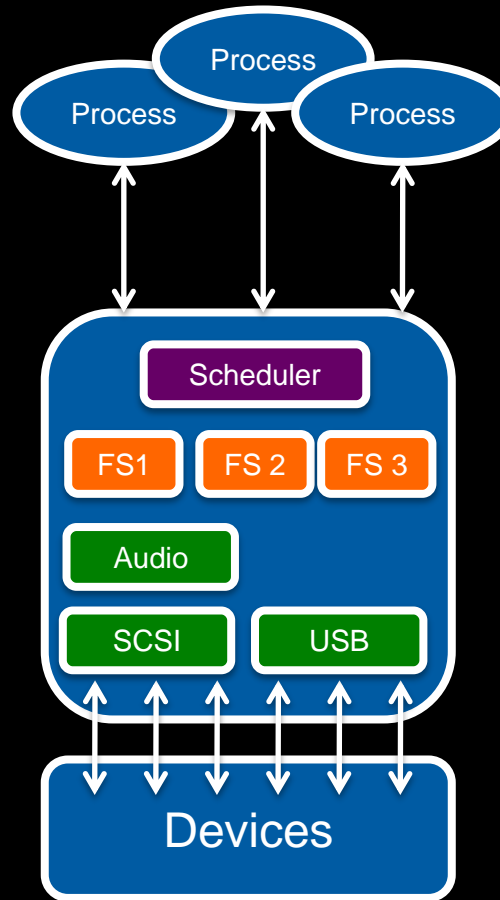 Process
Process
Process
Scheduler
FS1
FS 2
FS 3
Audio
SCSI
USB
Devices